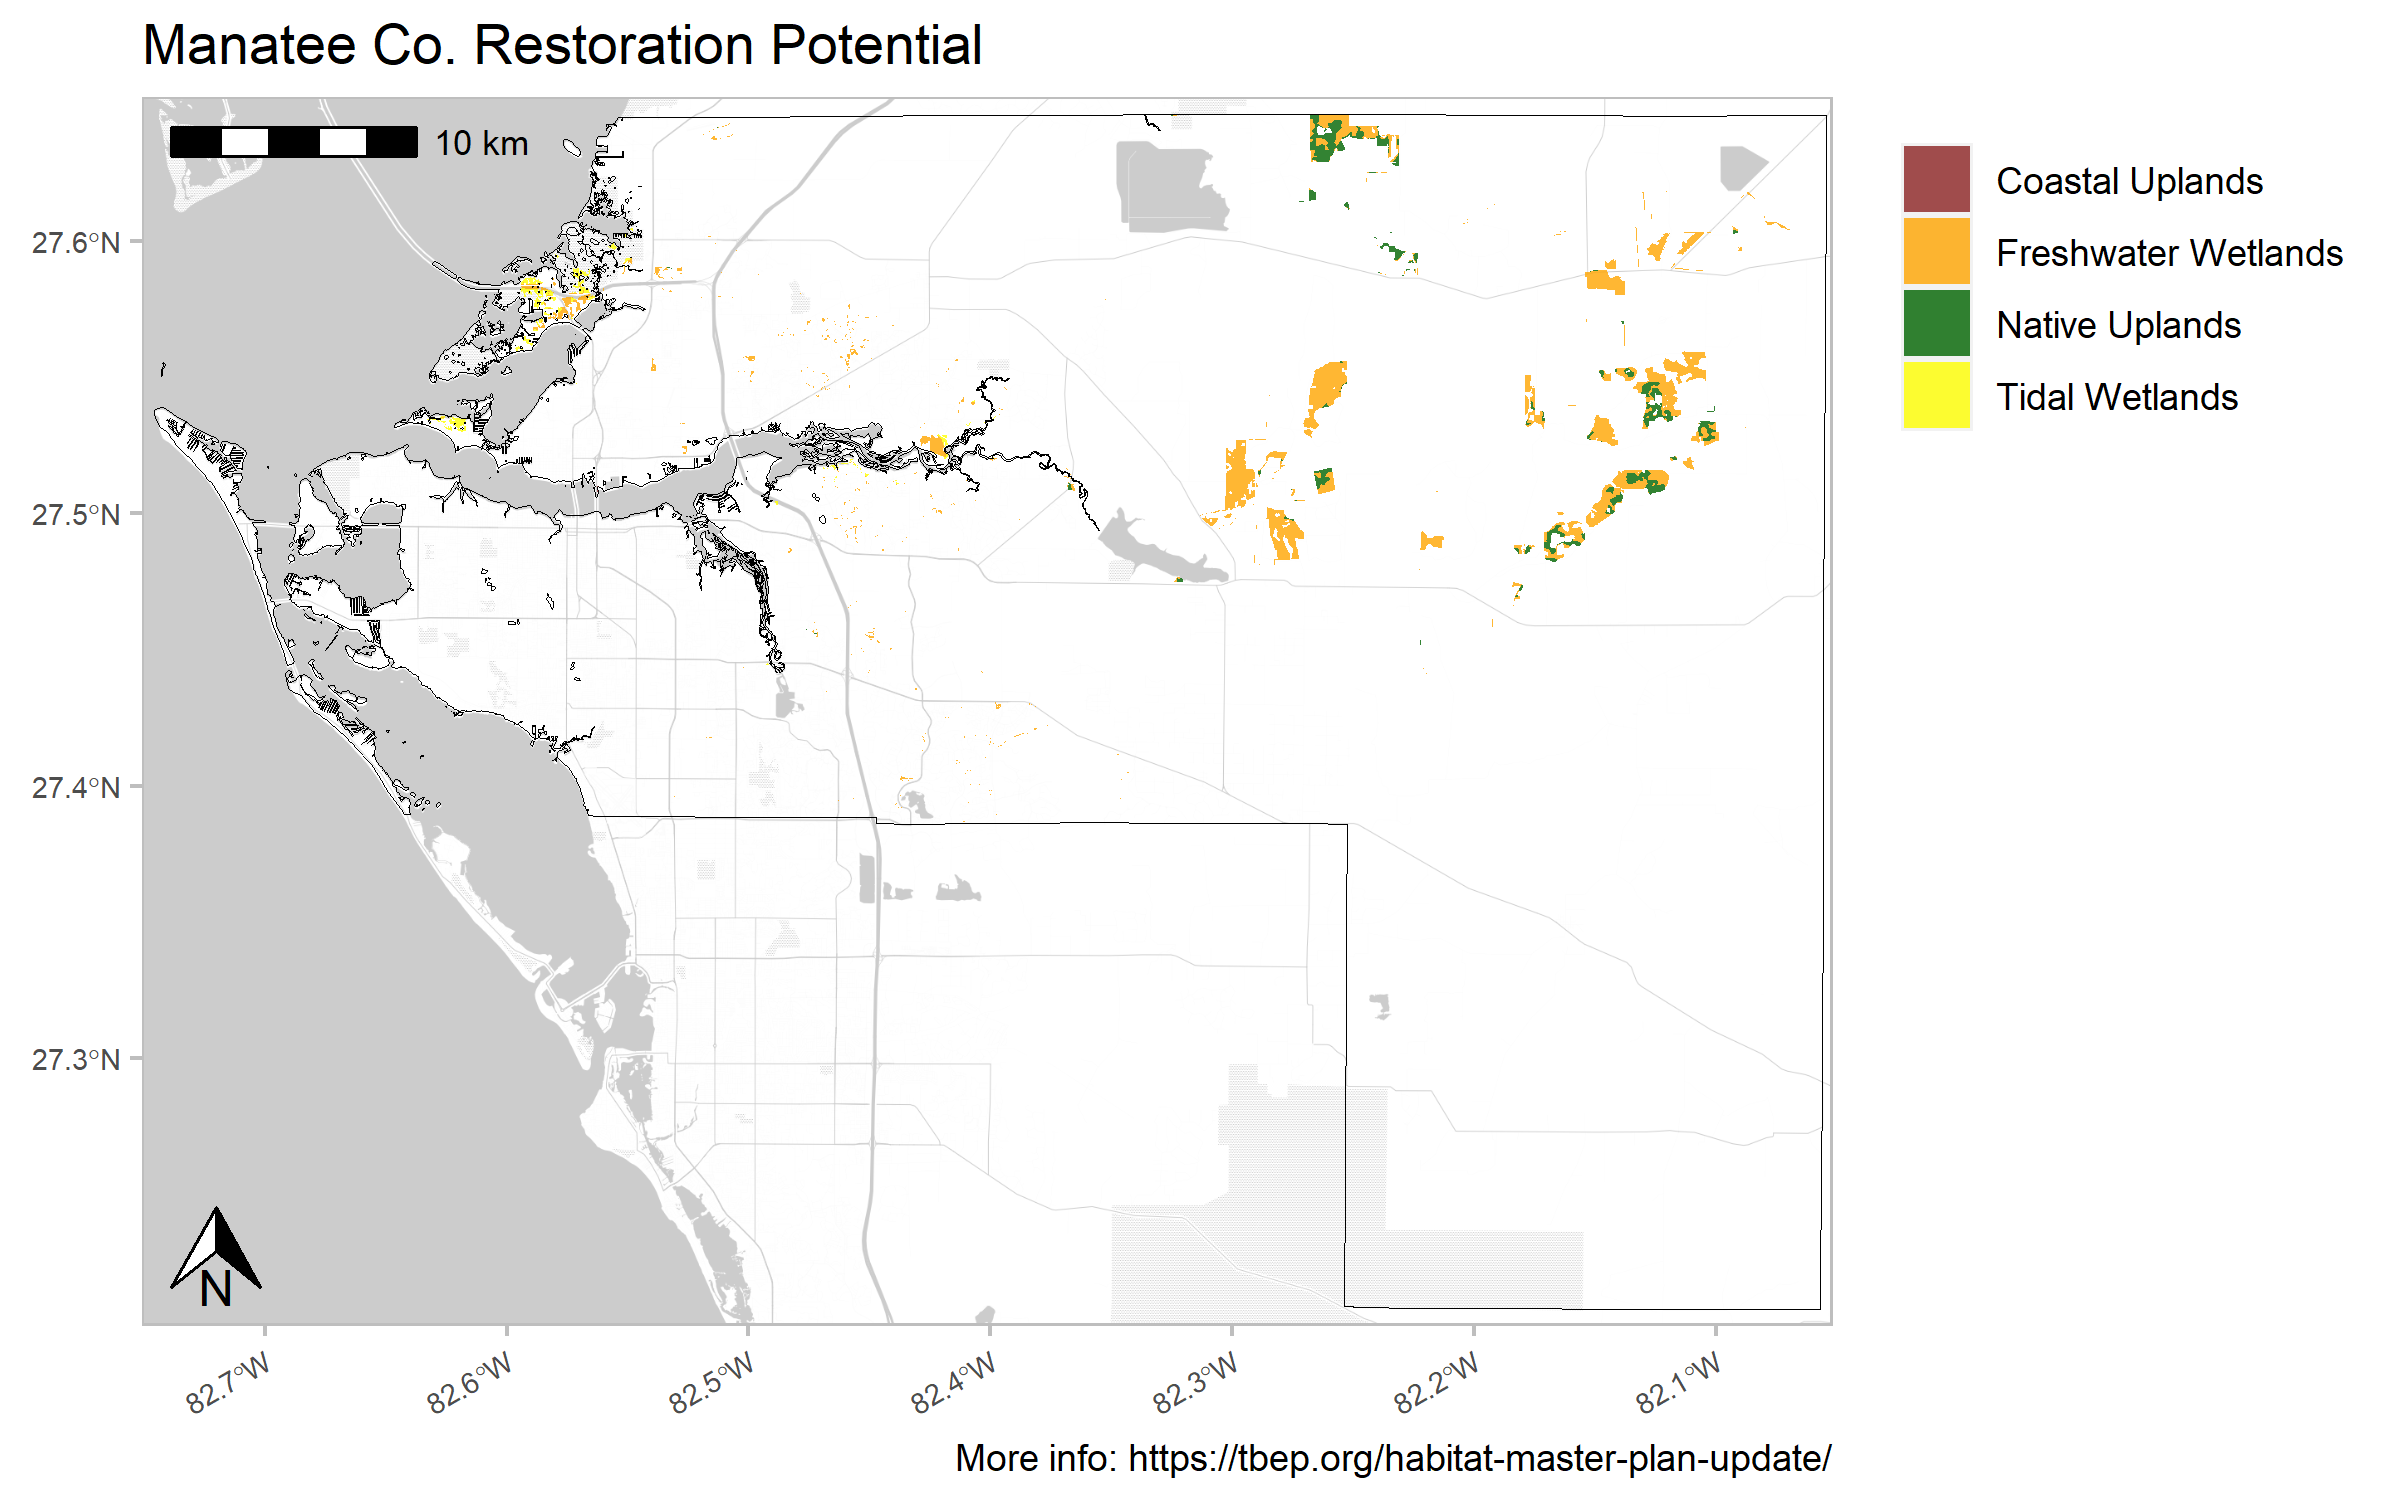 Manatee Co. Restoration Potential
10 km
Coastal Uplands
Freshwater Wetlands
Native Uplands
Tidal Wetlands
27.6°N
27.5°N
27.4°N
27.3°N
N
82.7°W
82.6°W
82.5°W
82.4°W
82.3°W
82.2°W
82.1°W
More info: https://tbep.org/habitat-master-plan-update/